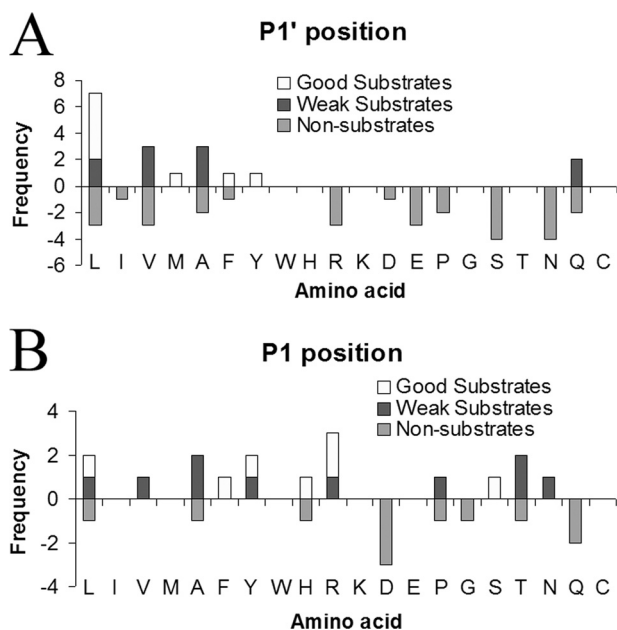 A
P1' position
Good Substrates
Weak Substrates
Non-substrates
Frequency
8
6
4
2
0
-2
-4
-6
L I V M A F Y W H R K D E P G S T N Q C
Amino acid
B
P1 position
Good Substrates
Weak Substrates
Non-substrates
Frequency
4
2
0
-2
-4
L I V M A F Y W H R K D P G S T N Q C
Amino acid